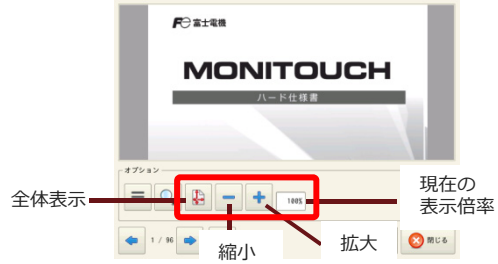 Fe 富士電機
MONITOUCH
ハード仕様書
オプション
全体表示
100%
現在の
表示倍率
1 / 96
縮小
拡大
閉じる